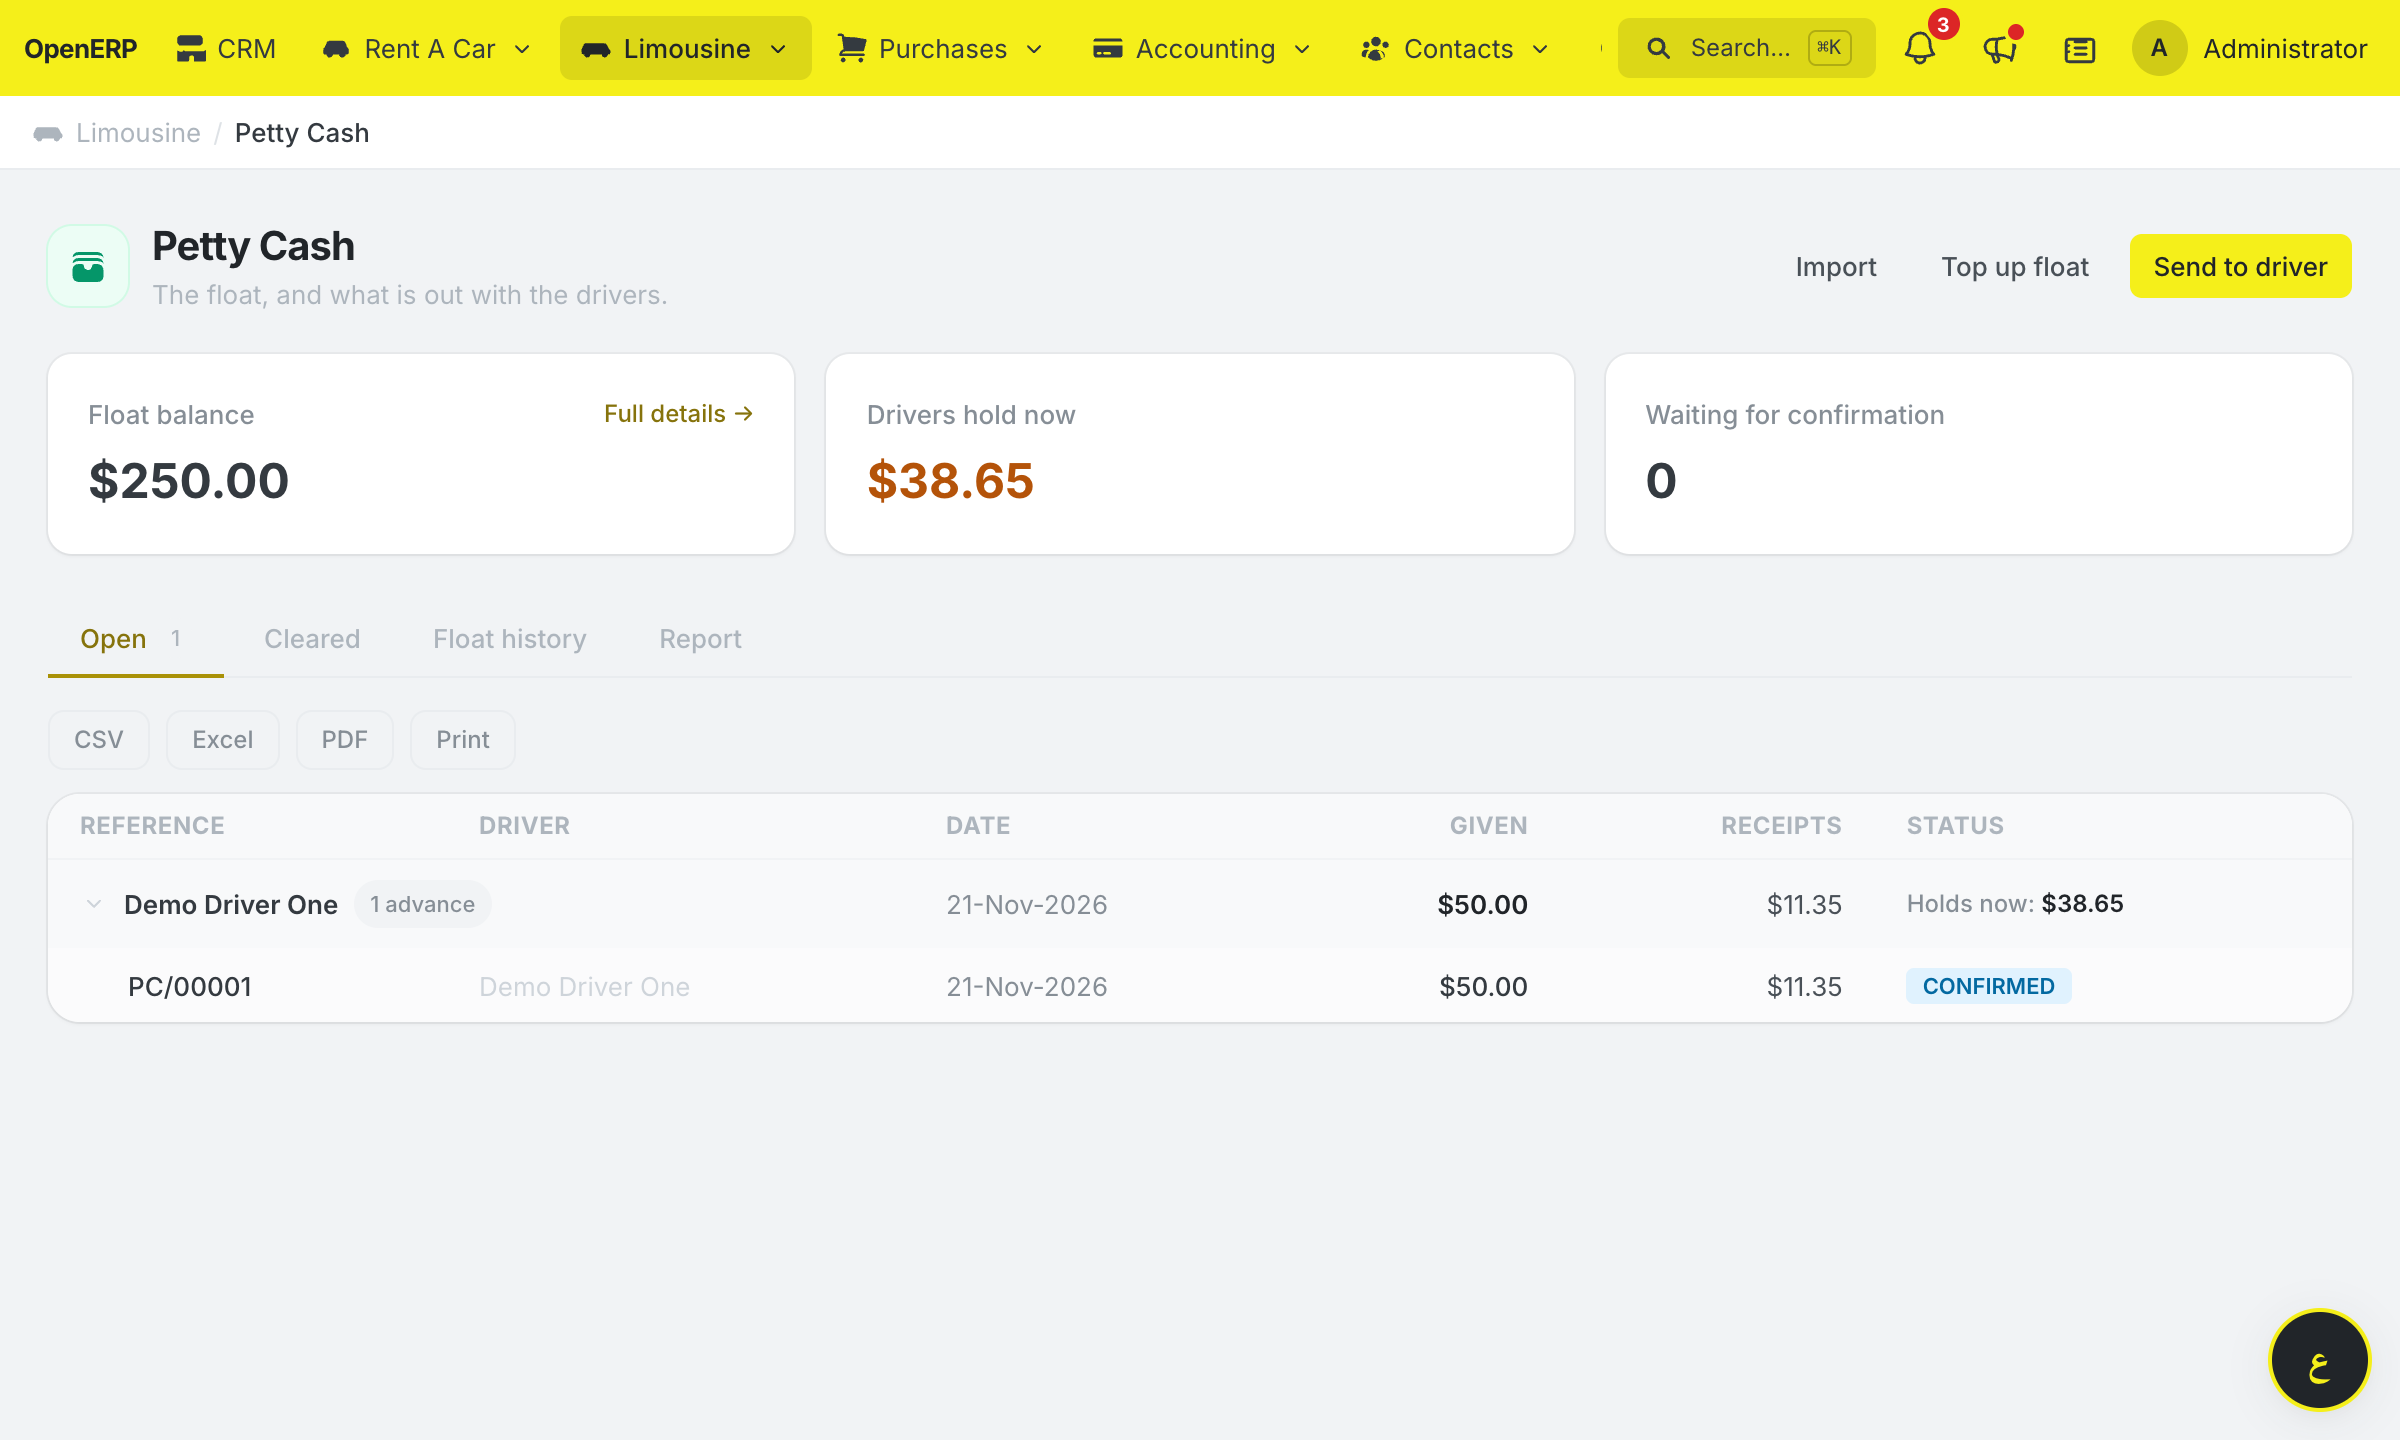 OpenERP CRM Rent A Car Limousine Purchases Accounting Contacts Search... ⌘K 3 A Administrator
Limousine / Petty Cash
Petty Cash
The float, and what is out with the drivers.
Import Top up float Send to driver
Float balance Full details →
$250.00
Drivers hold now
$38.65
Waiting for confirmation
0
Open 1 Cleared Float history Report
CSV Excel PDF Print
REFERENCE DRIVER DATE GIVEN RECEIPTS STATUS
Demo Driver One 1 advance 21-Nov-2026 $50.00 $11.35 Holds now: $38.65
PC/00001 Demo Driver One 21-Nov-2026 $50.00 $11.35 CONFIRMED
ع